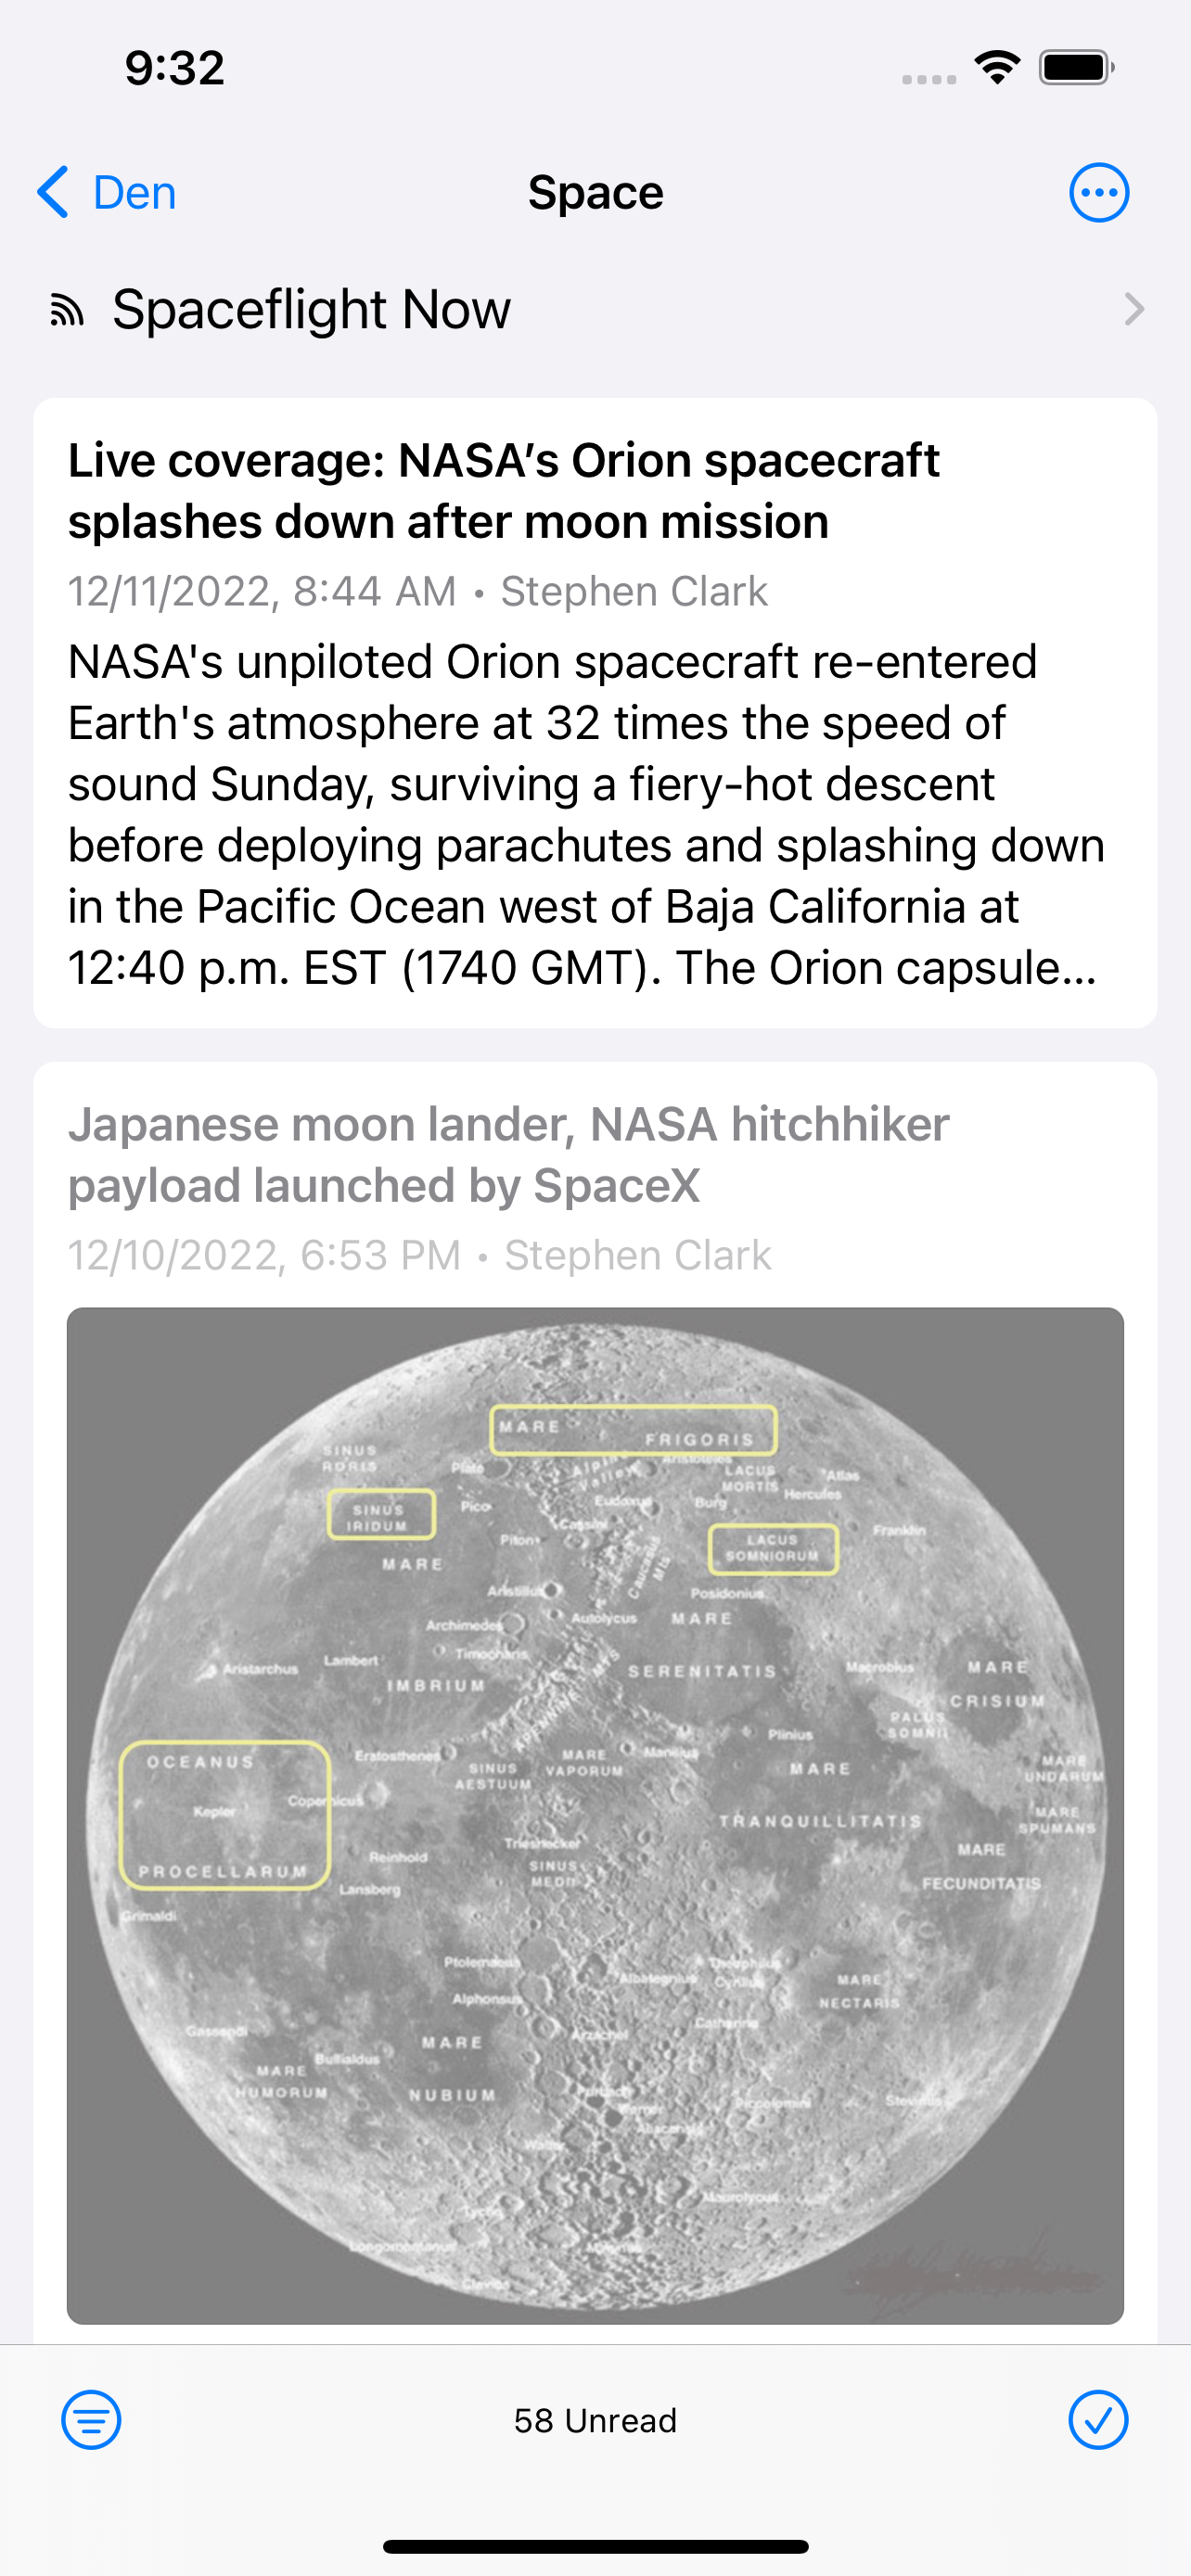 9:32
Den
Space
Spaceflight Now
Live coverage: NASA's Orion spacecraft
splashes down after moon mission
12/11/2022, 8:44 AM • Stephen Clark
NASA's unpiloted Orion spacecraft re-entered
Earth's atmosphere at 32 times the speed of
sound Sunday, surviving a fiery-hot descent
before deploying parachutes and splashing down
in the Pacific Ocean west of Baja California at
12:40 p.m. EST (1740 GMT). The Orion capsule...
Japanese moon lander, NASA hitchhiker
payload launched by SpaceX
12/10/2022, 6:53 PM • Stephen Clark
MARE
FRIGORIS
SINUS
RORIS
Plato
Alpine
Valley
Aristoteles
LACUS
MORTIS
Atlas
Hercules
SINUS
IRIDUM
Pico
Eudoxus
Burg
Cassini
Piton
LACUS
SOMNIORUM
Franklin
MARE
Caucasus
Mts
Aristillus
Posidonius
Archimedes
Autolycus
MARE
Timocharis
Lambert
Aristarchus
IMBRIUM
APENNINE MTS
SERENITATIS
Macrobius
MARE
CRISIUM
PALUS
SOMNII
Plinius
OCEANUS
Eratosthenes
SINUS
AESTUUM
MARE
VAPORUM
Manilius
MARE
MARE
UNDARUM
Kepler
Copernicus
TRANQUILLITATIS
MARE
SPUMANS
PROCELLARUM
Reinhold
Triesnecker
SINUS
MEDII
MARE
FECUNDITATIS
Lansberg
Grimaldi
Ptolemaeus
Albategnius
Theophilus
Cyrillus
MARE
NECTARIS
Alphonsus
Catharina
Gassendi
Arzachel
MARE
Bullialdus
MARE
HUMORUM
NUBIUM
Purbach
Werner
Aliacensis
Piccolomini
Stevinus
Walter
Maurolycus
Tycho
Longomontanus
58 Unread